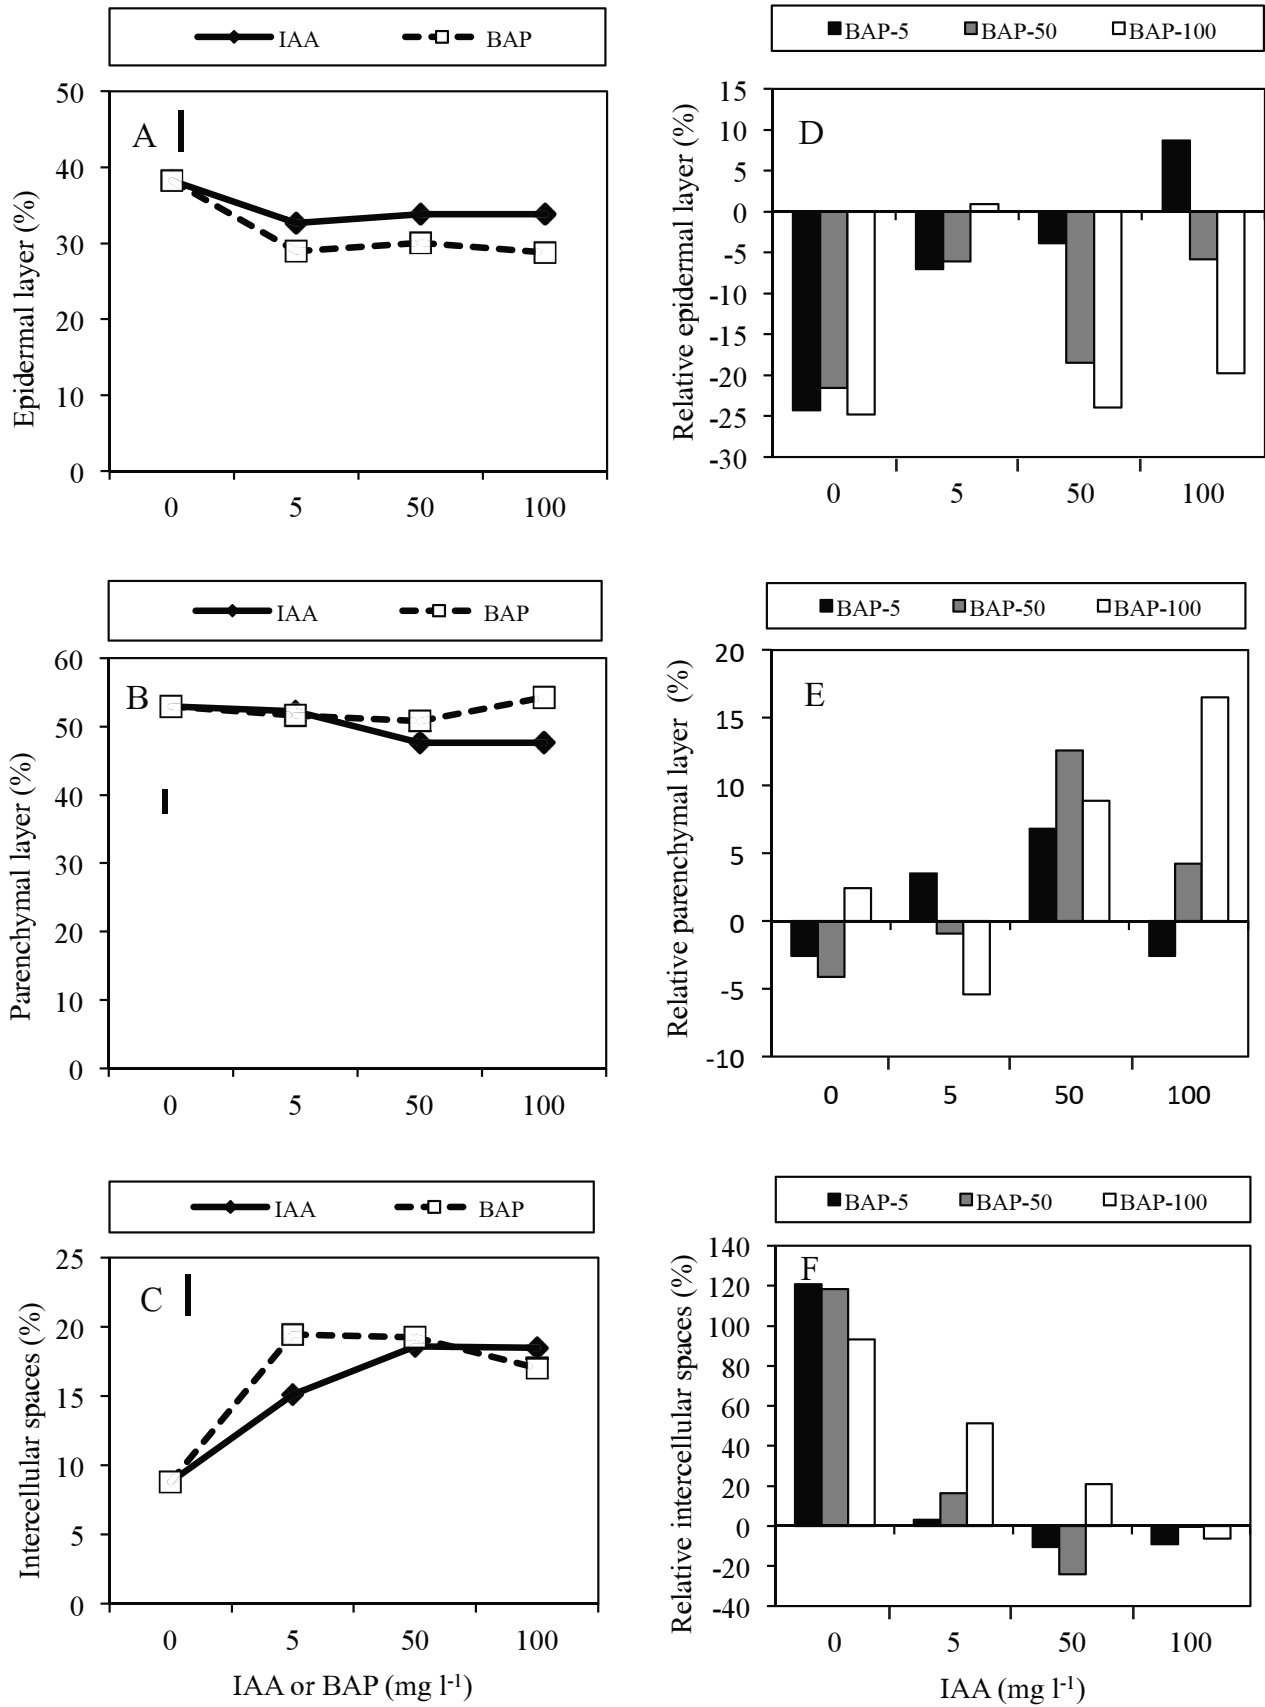 IAA BAP
A
Epidermal layer (%)
50
40
30
20
10
0
0 5 50 100
BAP-5 BAP-50 BAP-100
D
Relative epidermal layer (%)
15
10
5
0
-5
-10
-15
-20
-25
-30
0 5 50 100
IAA BAP
B
Parenchymal layer (%)
60
50
40
30
20
10
0
0 5 50 100
BAP-5 BAP-50 BAP-100
E
Relative parenchymal layer (%)
20
15
10
5
0
-5
-10
0 5 50 100
IAA BAP
C
Intercellular spaces (%)
25
20
15
10
5
0
0 5 50 100
IAA or BAP (mg l-1)
BAP-5 BAP-50 BAP-100
F
Relative intercellular spaces (%)
140
120
100
80
60
40
20
0
-20
-40
0 5 50 100
IAA (mg l-1)